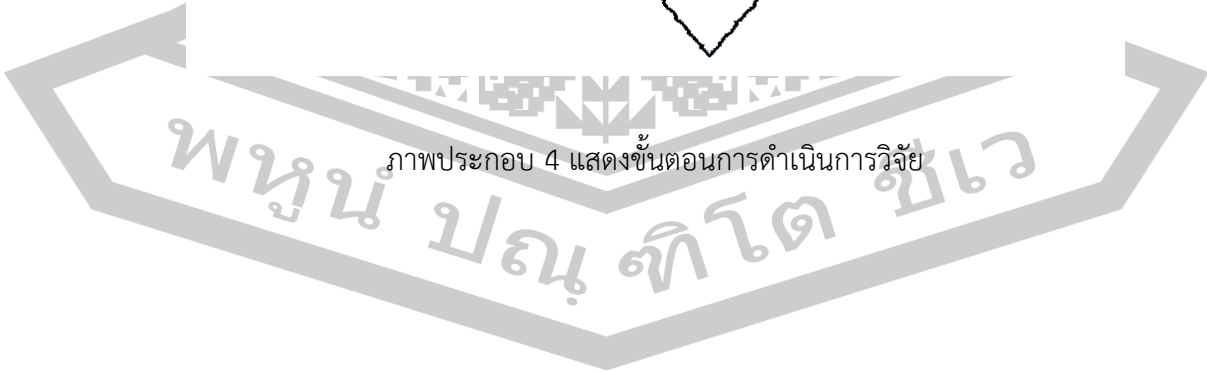 ภาพประกอบ 4 แสดงขั้นตอนการดำเนินการวิจัย
พหูนํ ปณฺฑิโต ชีเว